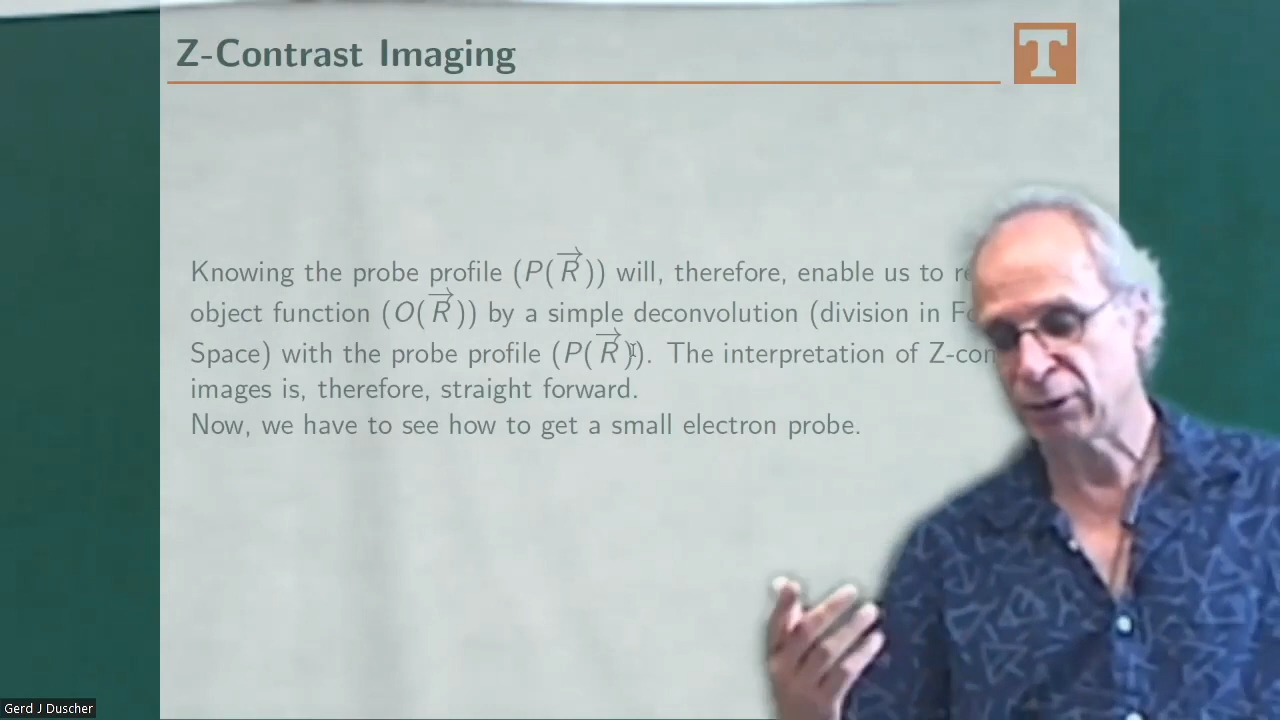 Z-Contrast Imaging
T
Knowing the probe profile (P(R⃗)) will, therefore, enable us to
object function (O(R⃗)) by a simple deconvolution (division in
Space) with the probe profile (P(R⃗)). The interpretation of
images is, therefore, straight forward.
Now, we have to see how to get a small electron probe.
Gerd J Duscher